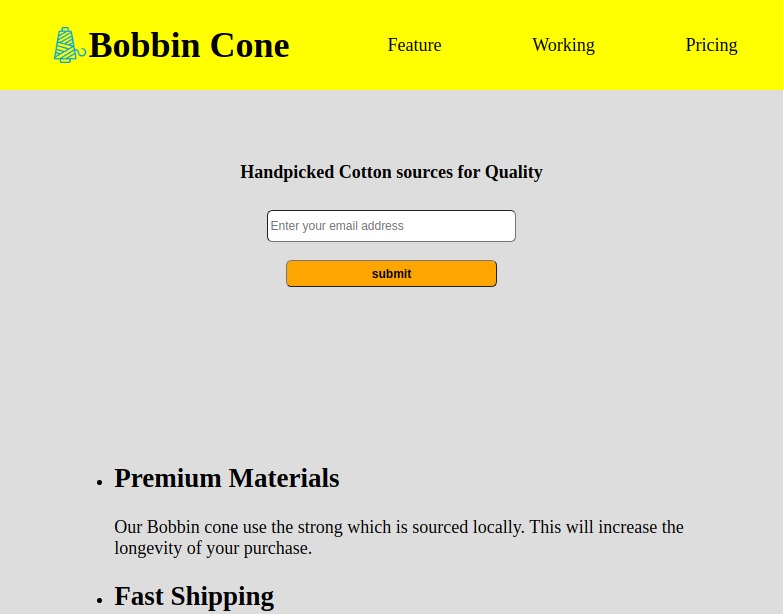 Bobbin Cone
Feature
Working
Pricing
Handpicked Cotton sources for Quality
Enter your email address
submit
Premium Materials
Our Bobbin cone use the strong which is sourced locally. This will increase the
longevity of your purchase.
Fast Shipping